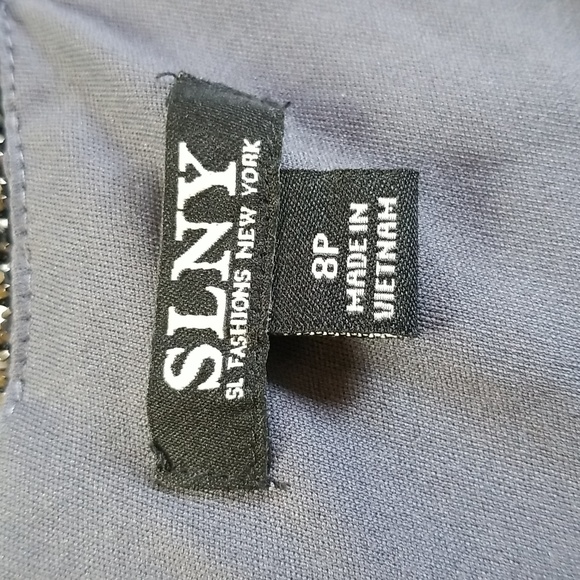 SLNY
SL FASHIONS NEW YORK
8P
MADE IN
VIETNAM